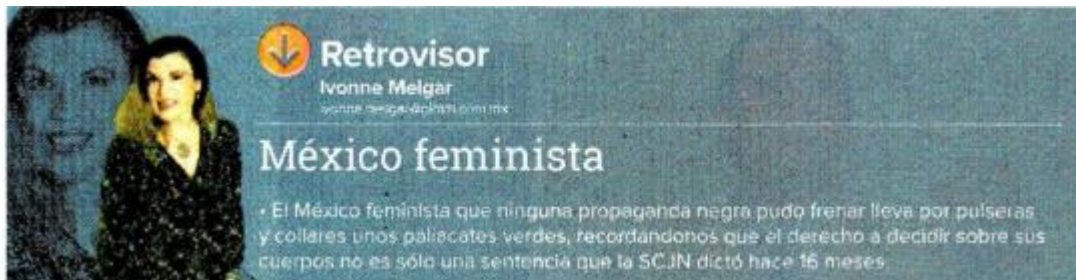 Retrovisor
Ivonne Melgar
México feminista
• El México feminista que ninguna propaganda negra pudo frenar lleva por pulseras
y collares unos paliacates verdes, recordándonos que el derecho a decidir sobre sus
cuerpos no es sólo una sentencia que la SCJN dictó hace 16 meses